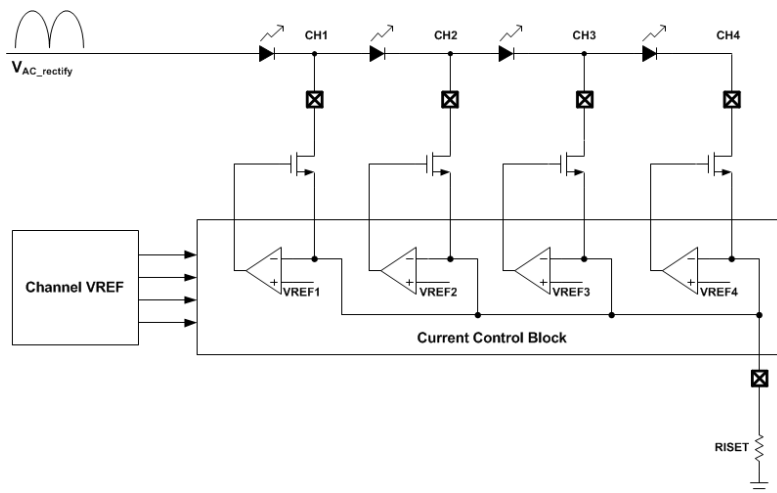 CH1
CH2
CH3
CH4
VAC_rectify
Channel VREF
VREF1
VREF2
VREF3
VREF4
Current Control Block
RISET